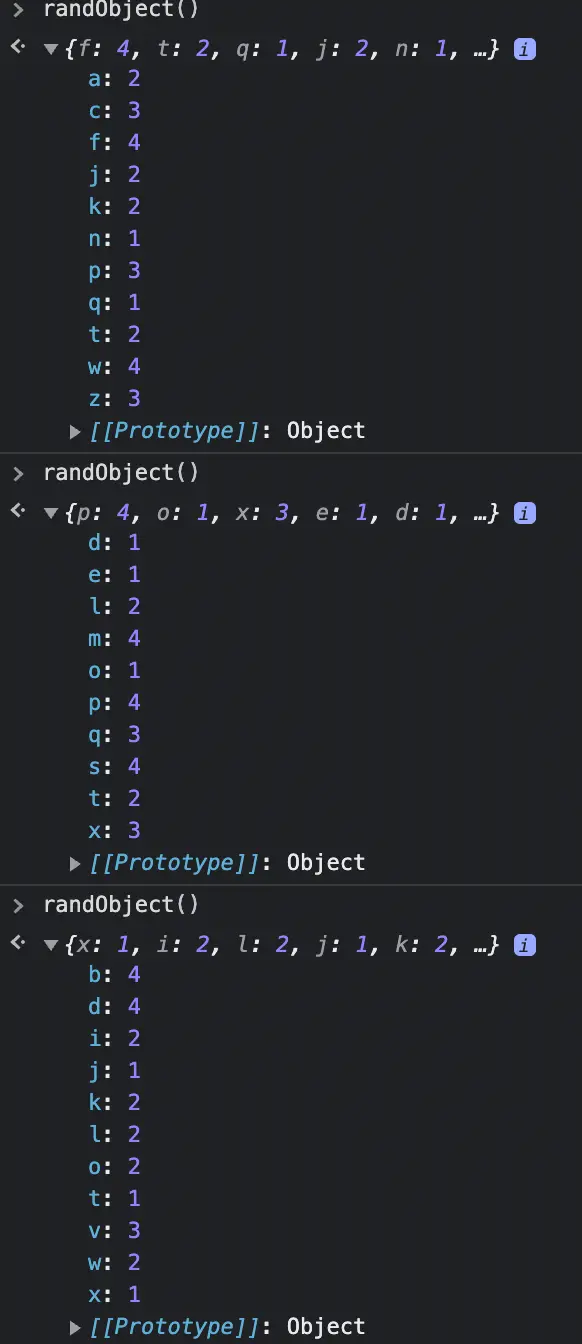 > randObject()
<· ▼{f: 4, t: 2, q: 1, j: 2, n: 1, …} i
a: 2
c: 3
f: 4
j: 2
k: 2
n: 1
p: 3
q: 1
t: 2
w: 4
z: 3
▶[[Prototype]]: Object
> randObject()
<· ▼{p: 4, o: 1, x: 3, e: 1, d: 1, …} i
d: 1
e: 1
l: 2
m: 4
o: 1
p: 4
q: 3
s: 4
t: 2
x: 3
▶[[Prototype]]: Object
> randObject()
<· ▼{x: 1, i: 2, l: 2, j: 1, k: 2, …} i
b: 4
d: 4
i: 2
j: 1
k: 2
l: 2
o: 2
t: 1
v: 3
w: 2
x: 1
▶[[Prototype]]: Object